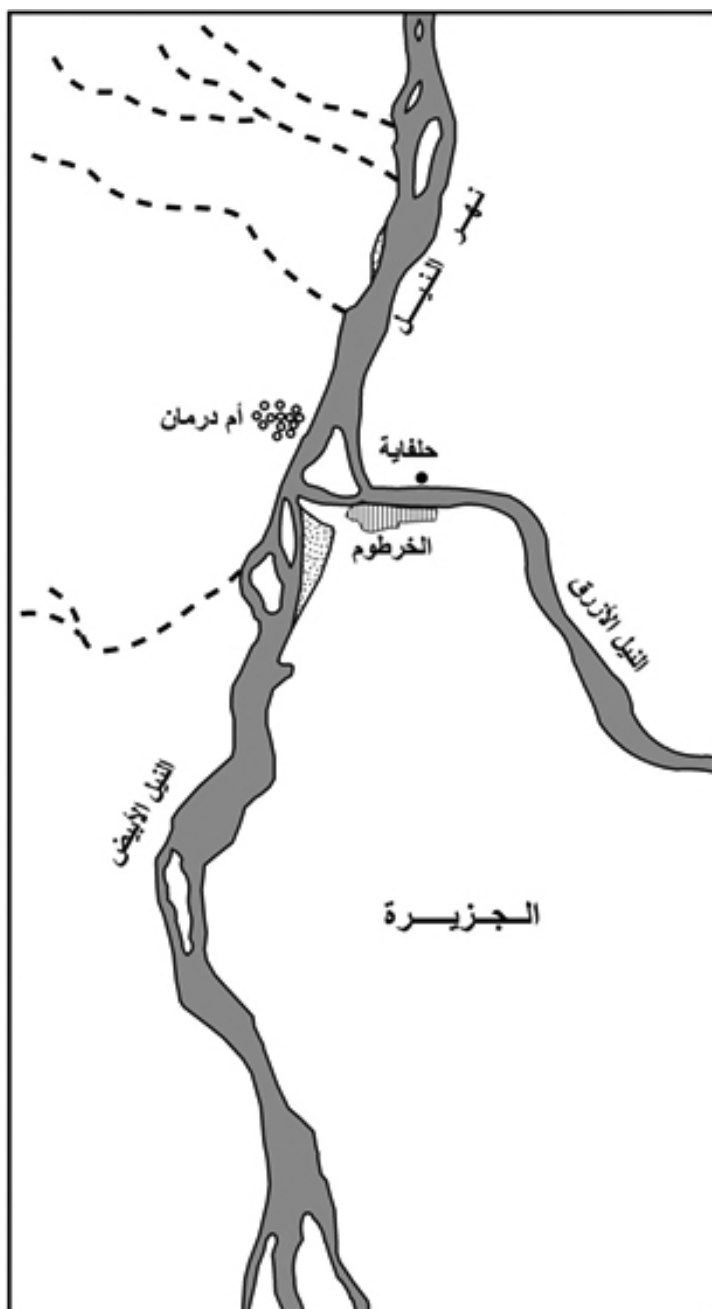 نهر
النيل
أم درمان
حلفاية
الخرطوم
النيل الأزرق
النيل الأبيض
الجزيرة